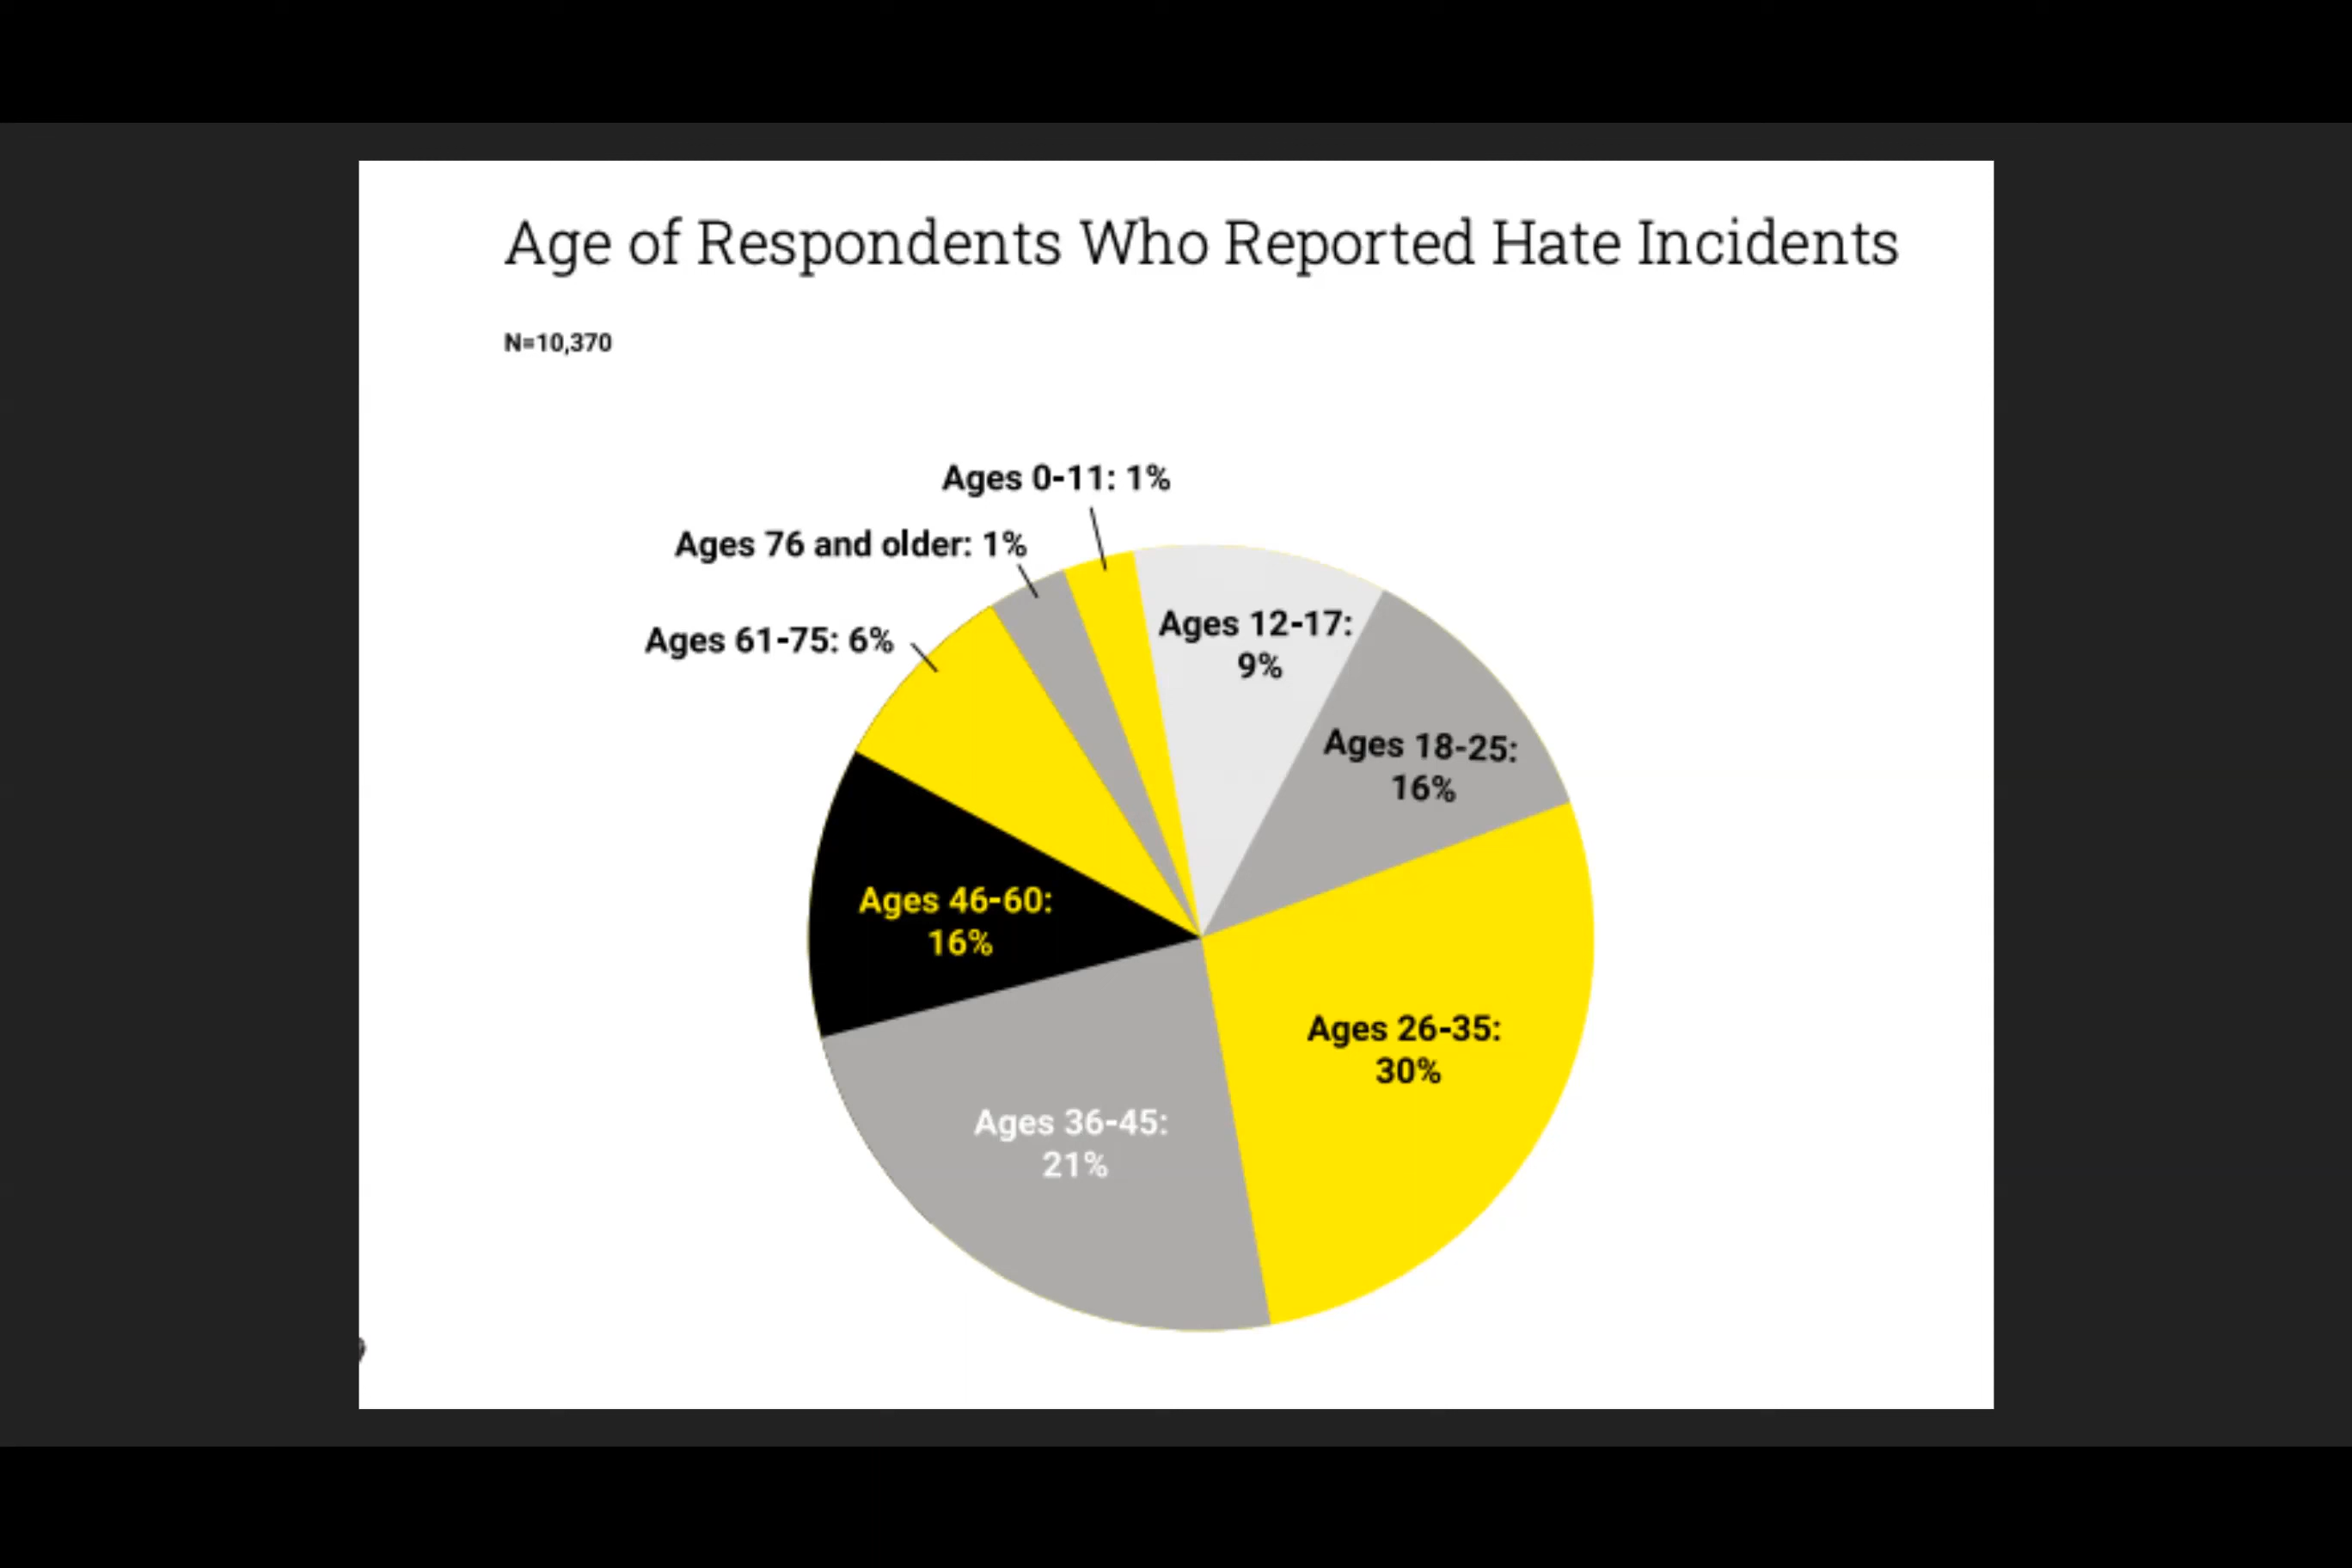 Age of Respondents Who Reported Hate Incidents
N=10,370
Ages 0-11: 1%
Ages 76 and older: 1%
Ages 61-75: 6%
Ages 12-17:
9%
Ages 18-25:
16%
Ages 46-60:
16%
Ages 26-35:
30%
Ages 36-45:
21%